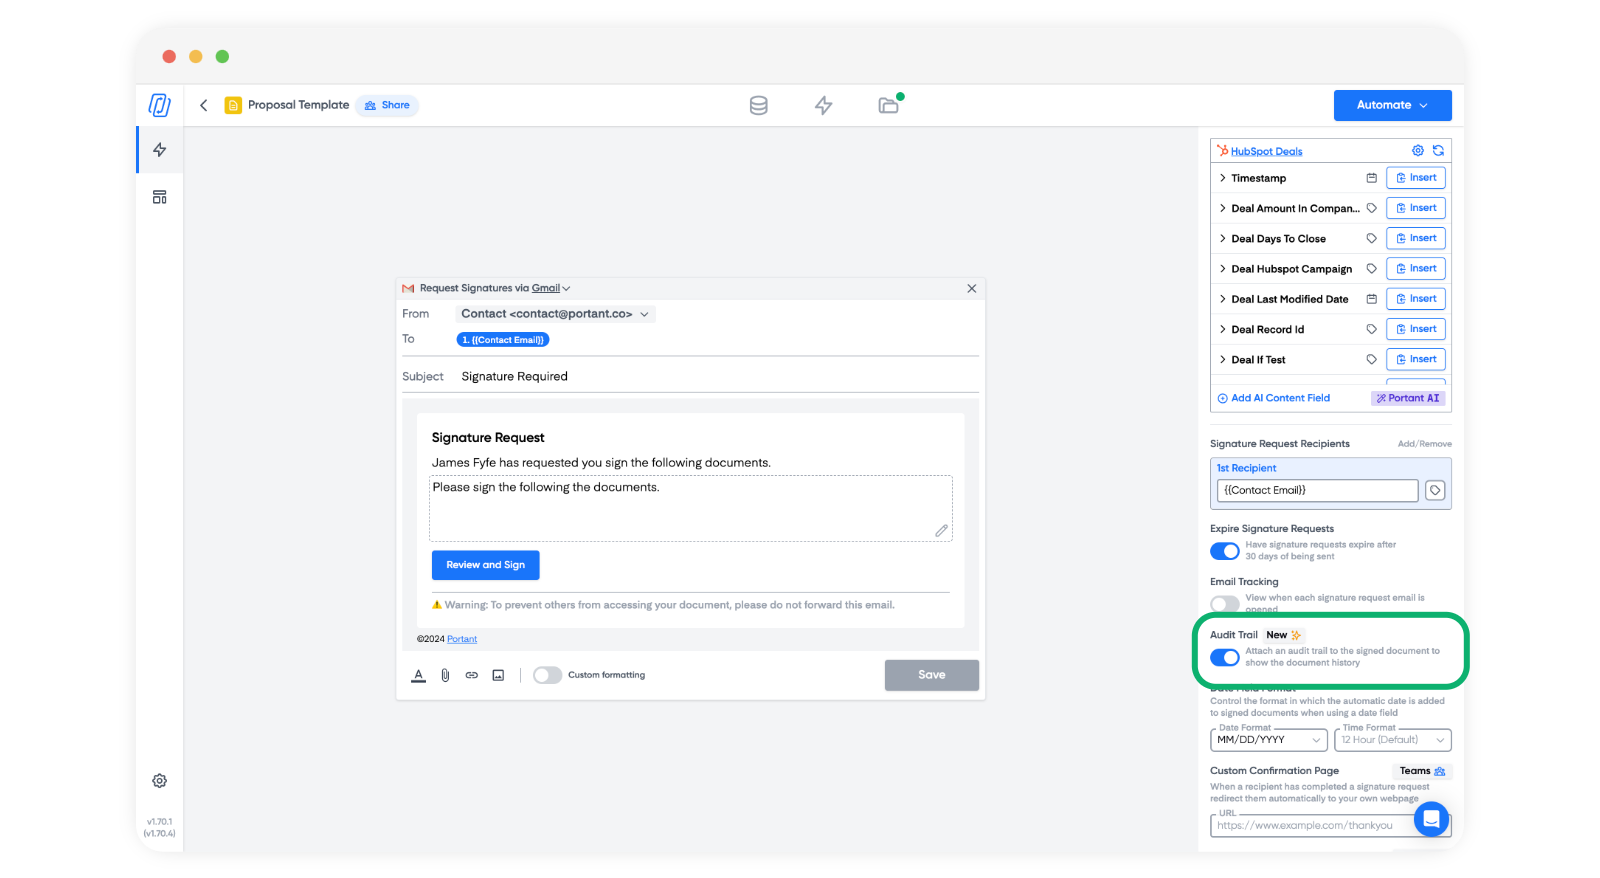 Proposal Template
Share
Automate
HubSpot Deals
Timestamp
Insert
Deal Amount In Compan...
Insert
Deal Days To Close
Insert
Deal Hubspot Campaign
Insert
Deal Last Modified Date
Insert
Deal Record Id
Insert
Deal If Test
Insert
Add AI Content Field
Portant AI
Request Signatures via Gmail
From
Contact <contact@portant.co>
To
1. {{Contact Email}}
Subject
Signature Required
Signature Request
James Fyfe has requested you sign the following documents.
Please sign the following the documents.
Review and Sign
Warning: To prevent others from accessing your document, please do not forward this email.
©2024 Portant
Custom formatting
Save
Signature Request Recipients
Add/Remove
1st Recipient
{{Contact Email}}
Expire Signature Requests
Have signature requests expire after
30 days of being sent
Email Tracking
View when each signature request email is
opened
Audit Trail
New
Attach an audit trail to the signed document to
show the document history
Date Field Format
Control the format in which the automatic date is added
to signed documents when using a date field
Date Format
MM/DD/YYYY
Time Format
12 Hour (Default)
Custom Confirmation Page
Teams
When a recipient has completed a signature request
redirect them automatically to your own webpage
URL
https://www.example.com/thankyou
v1.70.1
(v1.70.4)